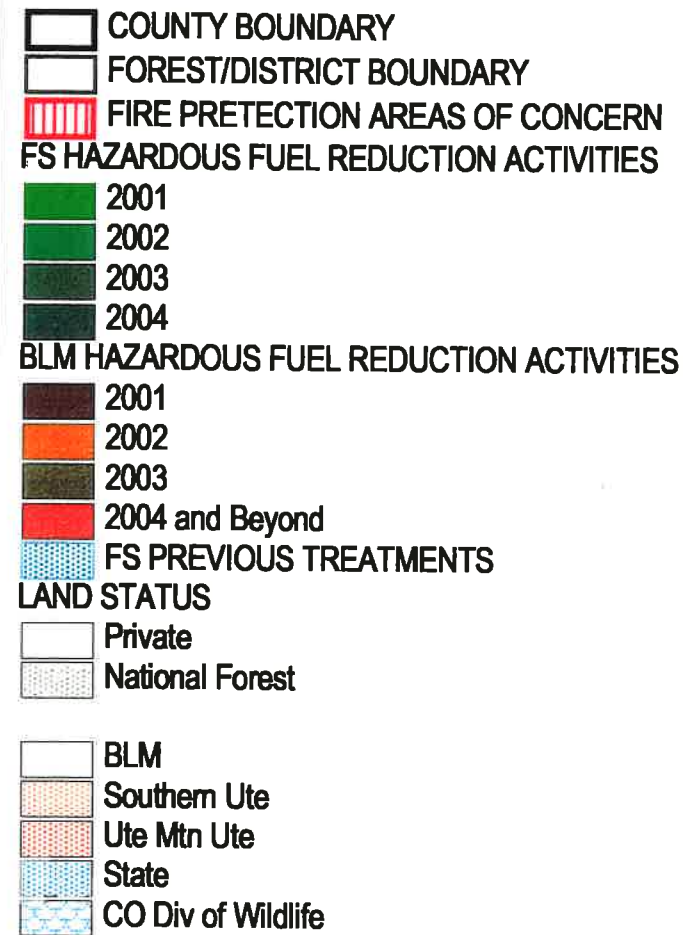 COUNTY BOUNDARY
FOREST/DISTRICT BOUNDARY
FIRE PRETECTION AREAS OF CONCERN
FS HAZARDOUS FUEL REDUCTION ACTIVITIES
2001
2002
2003
2004
BLM HAZARDOUS FUEL REDUCTION ACTIVITIES
2001
2002
2003
2004 and Beyond
FS PREVIOUS TREATMENTS
LAND STATUS
Private
National Forest
BLM
Southern Ute
Ute Mtn Ute
State
CO Div of Wildlife